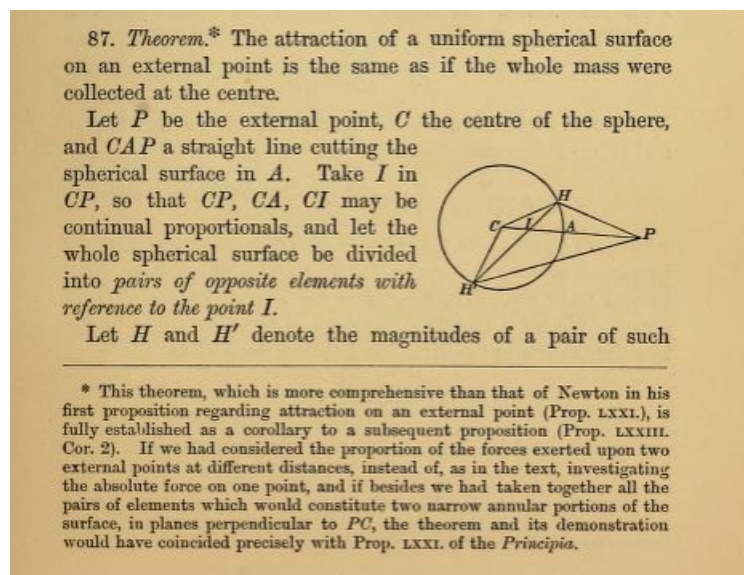 87. Theorem.* The attraction of a uniform spherical surface
on an external point is the same as if the whole mass were
collected at the centre.
Let P be the external point, C the centre of the sphere,
and CAP a straight line cutting the
spherical surface in A. Take I in
CP, so that CP, CA, CI may be
continual proportionals, and let the
whole spherical surface be divided
into pairs of opposite elements with
reference to the point I.
H
C I A P
H'
Let H and H' denote the magnitudes of a pair of such
* This theorem, which is more comprehensive than that of Newton in his
first proposition regarding attraction on an external point (Prop. LXXI.), is
fully established as a corollary to a subsequent proposition (Prop. LXXIII.
Cor. 2). If we had considered the proportion of the forces exerted upon two
external points at different distances, instead of, as in the text, investigating
the absolute force on one point, and if besides we had taken together all the
pairs of elements which would constitute two narrow annular portions of the
surface, in planes perpendicular to PC, the theorem and its demonstration
would have coincided precisely with Prop. LXXI. of the Principia.